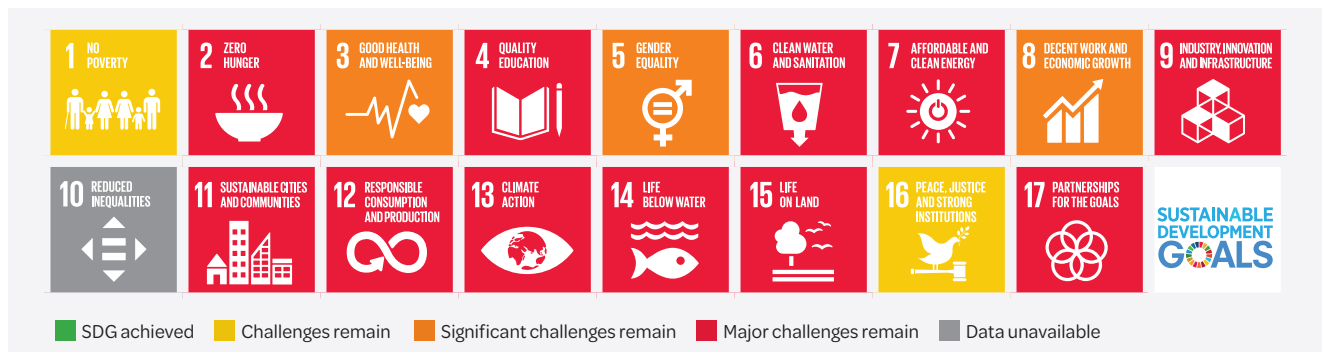 1 NO
POVERTY
2 ZERO
HUNGER
3 GOOD HEALTH
AND WELL-BEING
4 QUALITY
EDUCATION
5 GENDER
EQUALITY
6 CLEAN WATER
AND SANITATION
7 AFFORDABLE AND
CLEAN ENERGY
8 DECENT WORK AND
ECONOMIC GROWTH
9 INDUSTRY, INNOVATION
AND INFRASTRUCTURE
10 REDUCED
INEQUALITIES
11 SUSTAINABLE CITIES
AND COMMUNITIES
12 RESPONSIBLE
CONSUMPTION
AND PRODUCTION
13 CLIMATE
ACTION
14 LIFE
BELOW WATER
15 LIFE
ON LAND
16 PEACE, JUSTICE
AND STRONG
INSTITUTIONS
17 PARTNERSHIPS
FOR THE GOALS
SUSTAINABLE
DEVELOPMENT
GOALS
SDG achieved
Challenges remain
Significant challenges remain
Major challenges remain
Data unavailable